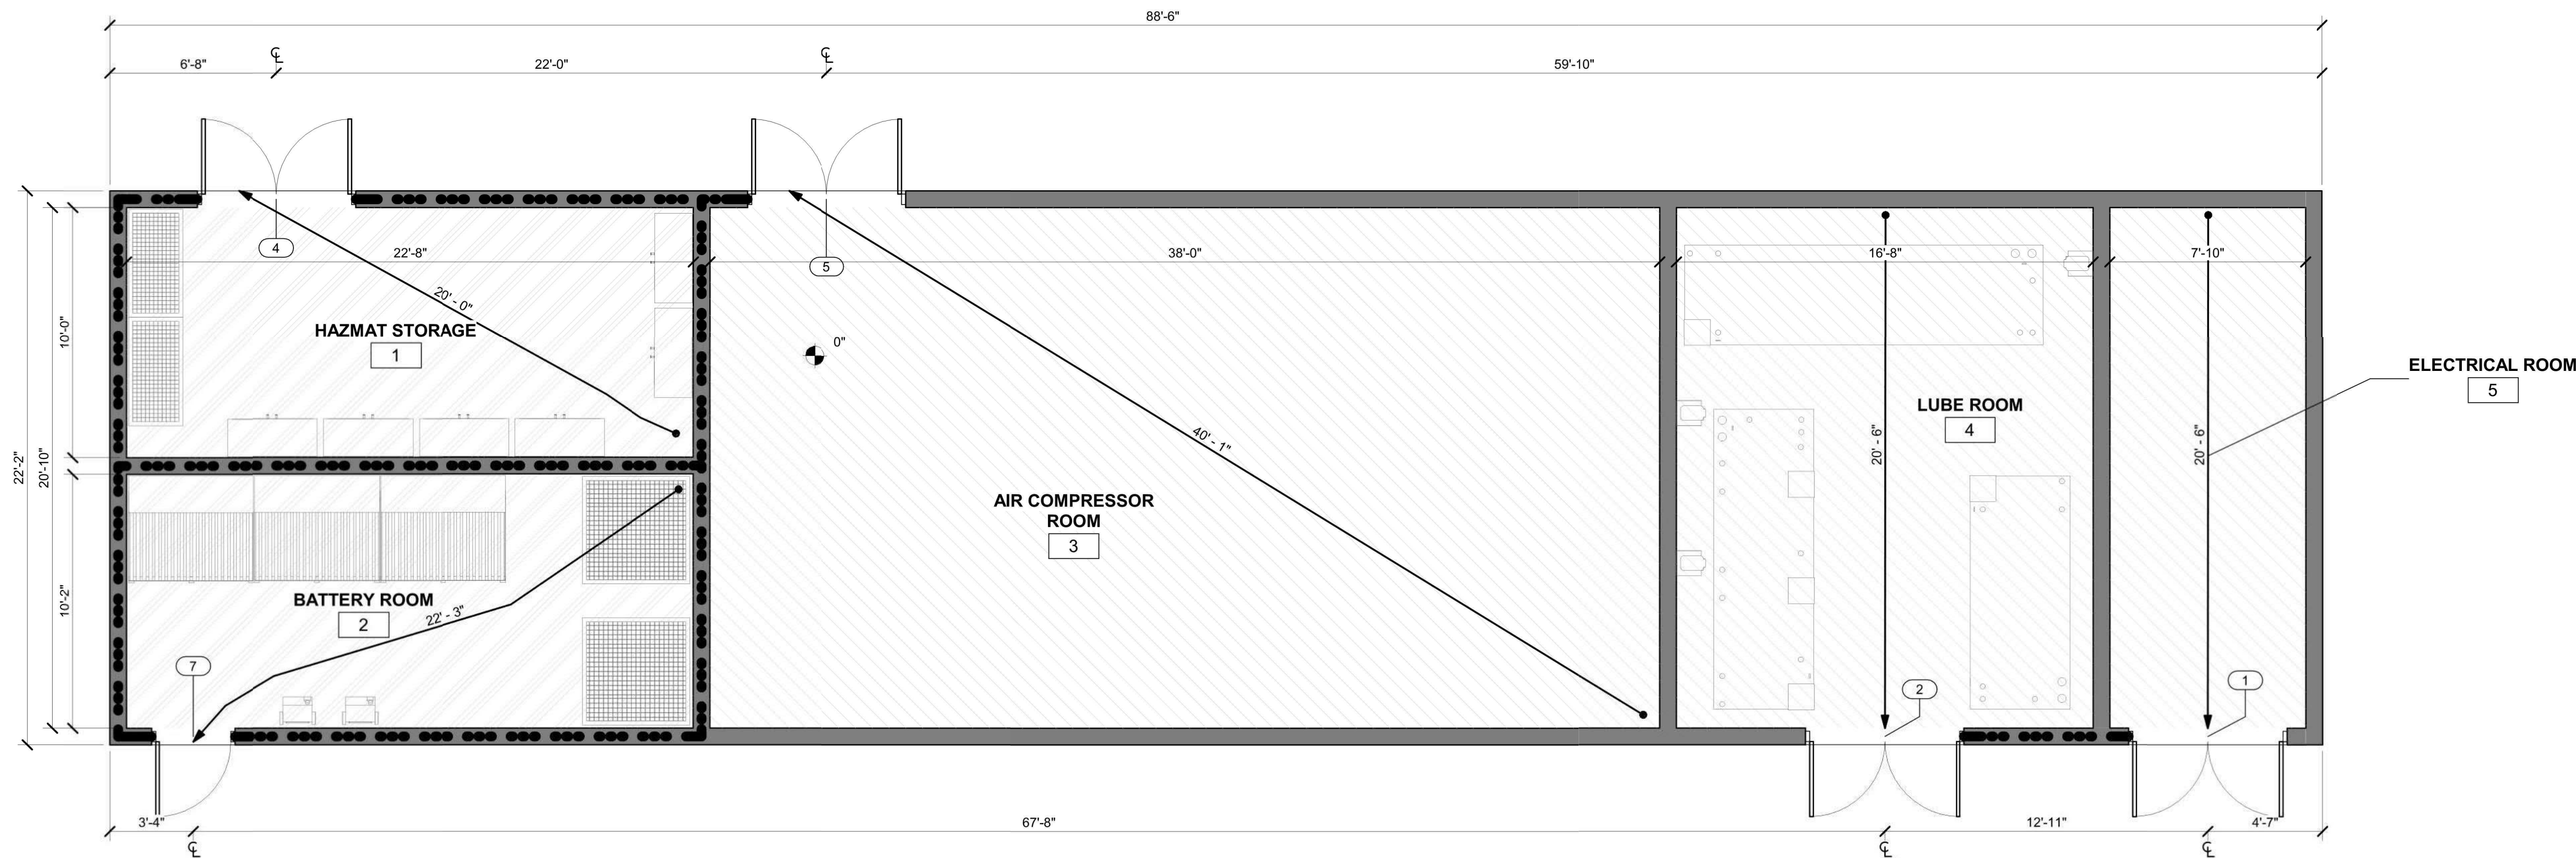 88'-6"
℄
℄
6'-8"
22'-0"
59'-10"
4
5
22'-8"
38'-0"
16'-8"
7'-10"
20' - 0"
HAZMAT STORAGE
1
0"
10'-0"
22'-2"
20'-10"
10'-2"
40' - 1"
AIR COMPRESSOR
ROOM
3
LUBE ROOM
4
20' - 6"
20' - 6"
ELECTRICAL ROOM
5
BATTERY ROOM
2
22' - 3"
7
2
1
3'-4"
67'-8"
12'-11"
4'-7"
℄
℄
℄